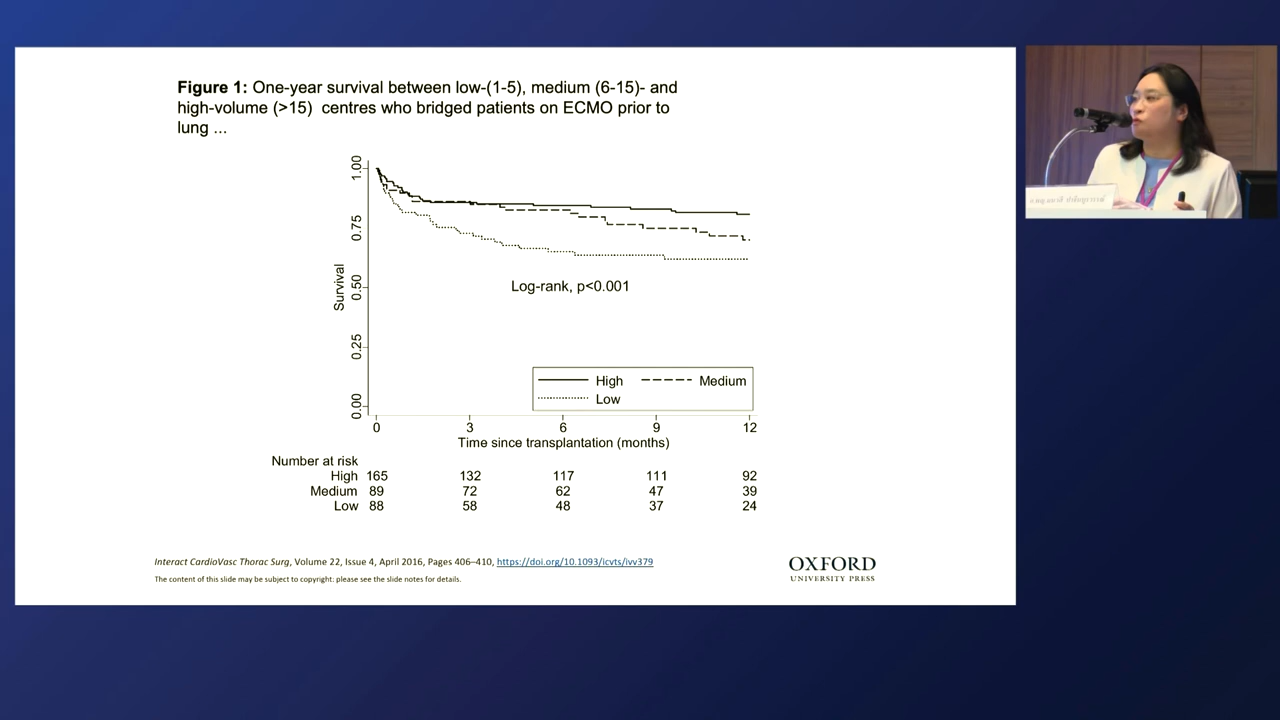 Figure 1: One-year survival between low-(1-5), medium (6-15)- and
high-volume (>15) centres who bridged patients on ECMO prior to
lung ...
1.00
0.75
0.50
0.25
0.00
Survival
Log-rank, p<0.001
High
Medium
Low
0 3 6 9 12
Time since transplantation (months)
Number at risk
High 165 132 117 111 92
Medium 89 72 62 47 39
Low 88 58 48 37 24
Interact CardioVasc Thorac Surg, Volume 22, Issue 4, April 2016, Pages 406–410, https://doi.org/10.1093/icvts/ivv379
The content of this slide may be subject to copyright: please see the slide notes for details.
OXFORD
UNIVERSITY PRESS